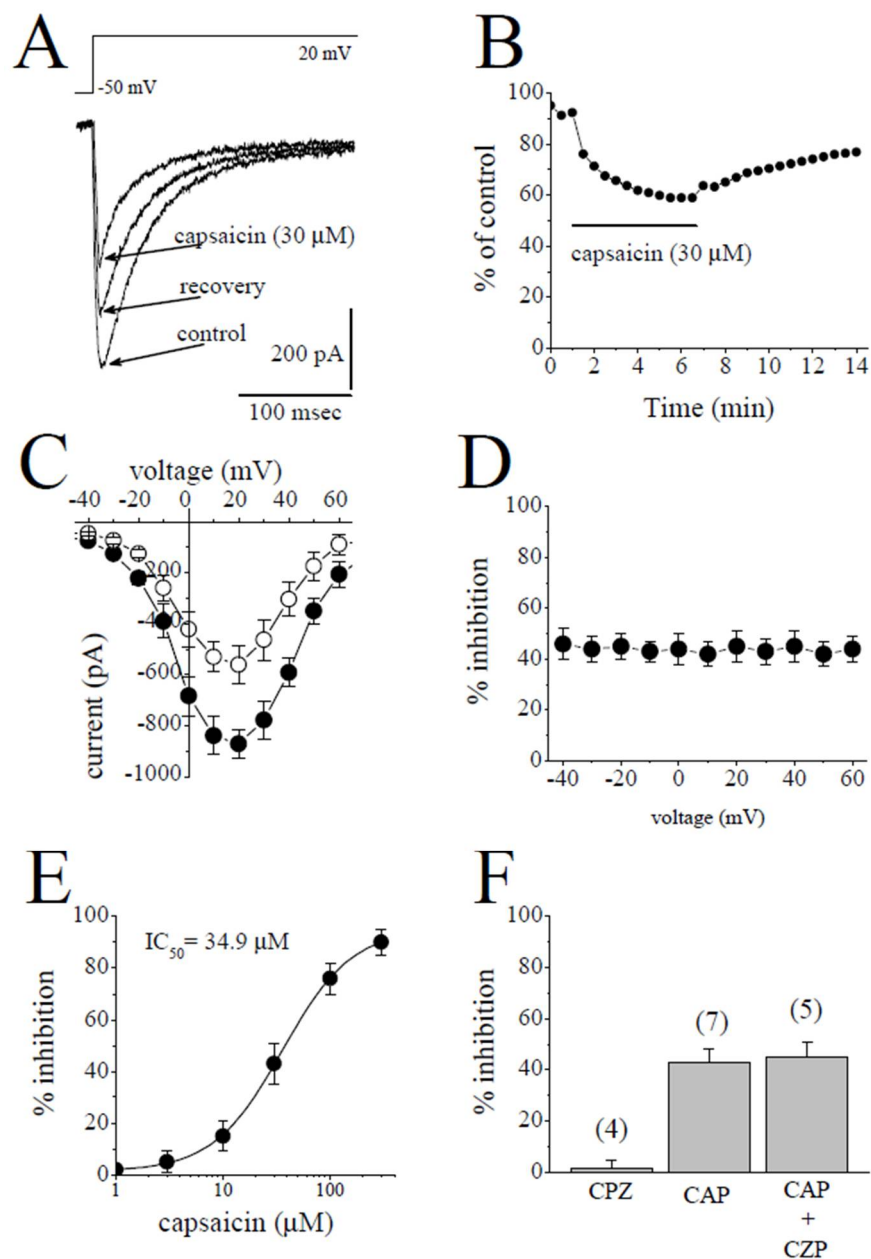 A
20 mV
-50 mV
capsaicin (30 µM)
recovery
control
200 pA
100 msec
B
100
80
60
40
20
0
% of control
capsaicin (30 µM)
0 2 4 6 8 10 12 14
Time (min)
C
voltage (mV)
-40 -20 0 20 40 60
-200
-400
-600
-800
-1000
current (pA)
D
100
80
60
40
20
0
% inhibition
-40 -20 0 20 40 60
voltage (mV)
E
100
80
60
40
20
0
% inhibition
IC50= 34.9 µM
1 10 100
capsaicin (µM)
F
100
80
60
40
20
0
% inhibition
(4)
(7)
(5)
CPZ CAP CAP
+
CZP